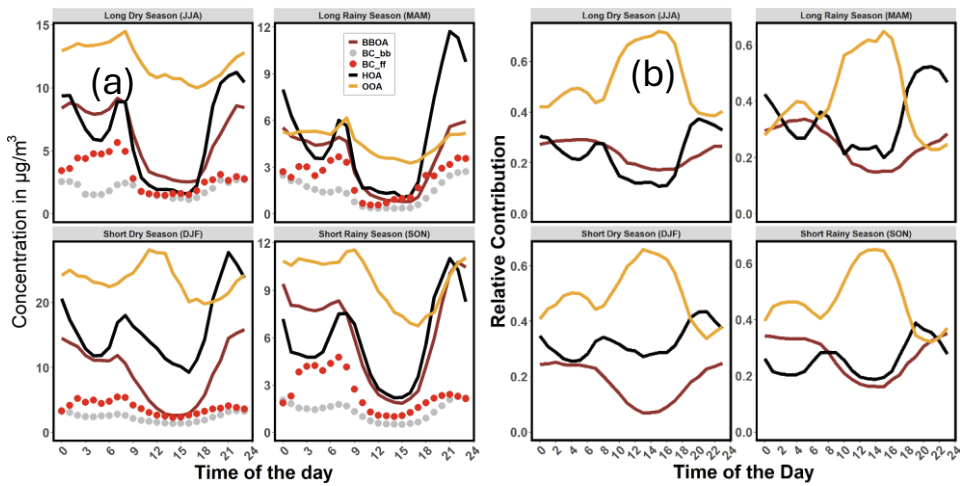 Long Dry Season (JJA)
Long Rainy Season (MAM)
(a)
BBOA
BC_bb
BC_ff
HOA
OOA
15
10
5
0
12
9
6
3
0
Short Dry Season (DJF)
Short Rainy Season (SON)
20
10
0
12
9
6
3
0
0 3 6 9 12 15 18 21 24
0 3 6 9 12 15 18 21 24
Concentration in µg/m³
Time of the day
Long Dry Season (JJA)
Long Rainy Season (MAM)
(b)
0.6
0.4
0.2
0.0
0.6
0.4
0.2
0.0
Short Dry Season (DJF)
Short Rainy Season (SON)
0.6
0.4
0.2
0.0
0.6
0.4
0.2
0.0
0 2 4 6 8 10 12 14 16 18 20 22 24
0 2 4 6 8 10 12 14 16 18 20 22 24
Relative Contribution
Time of the Day